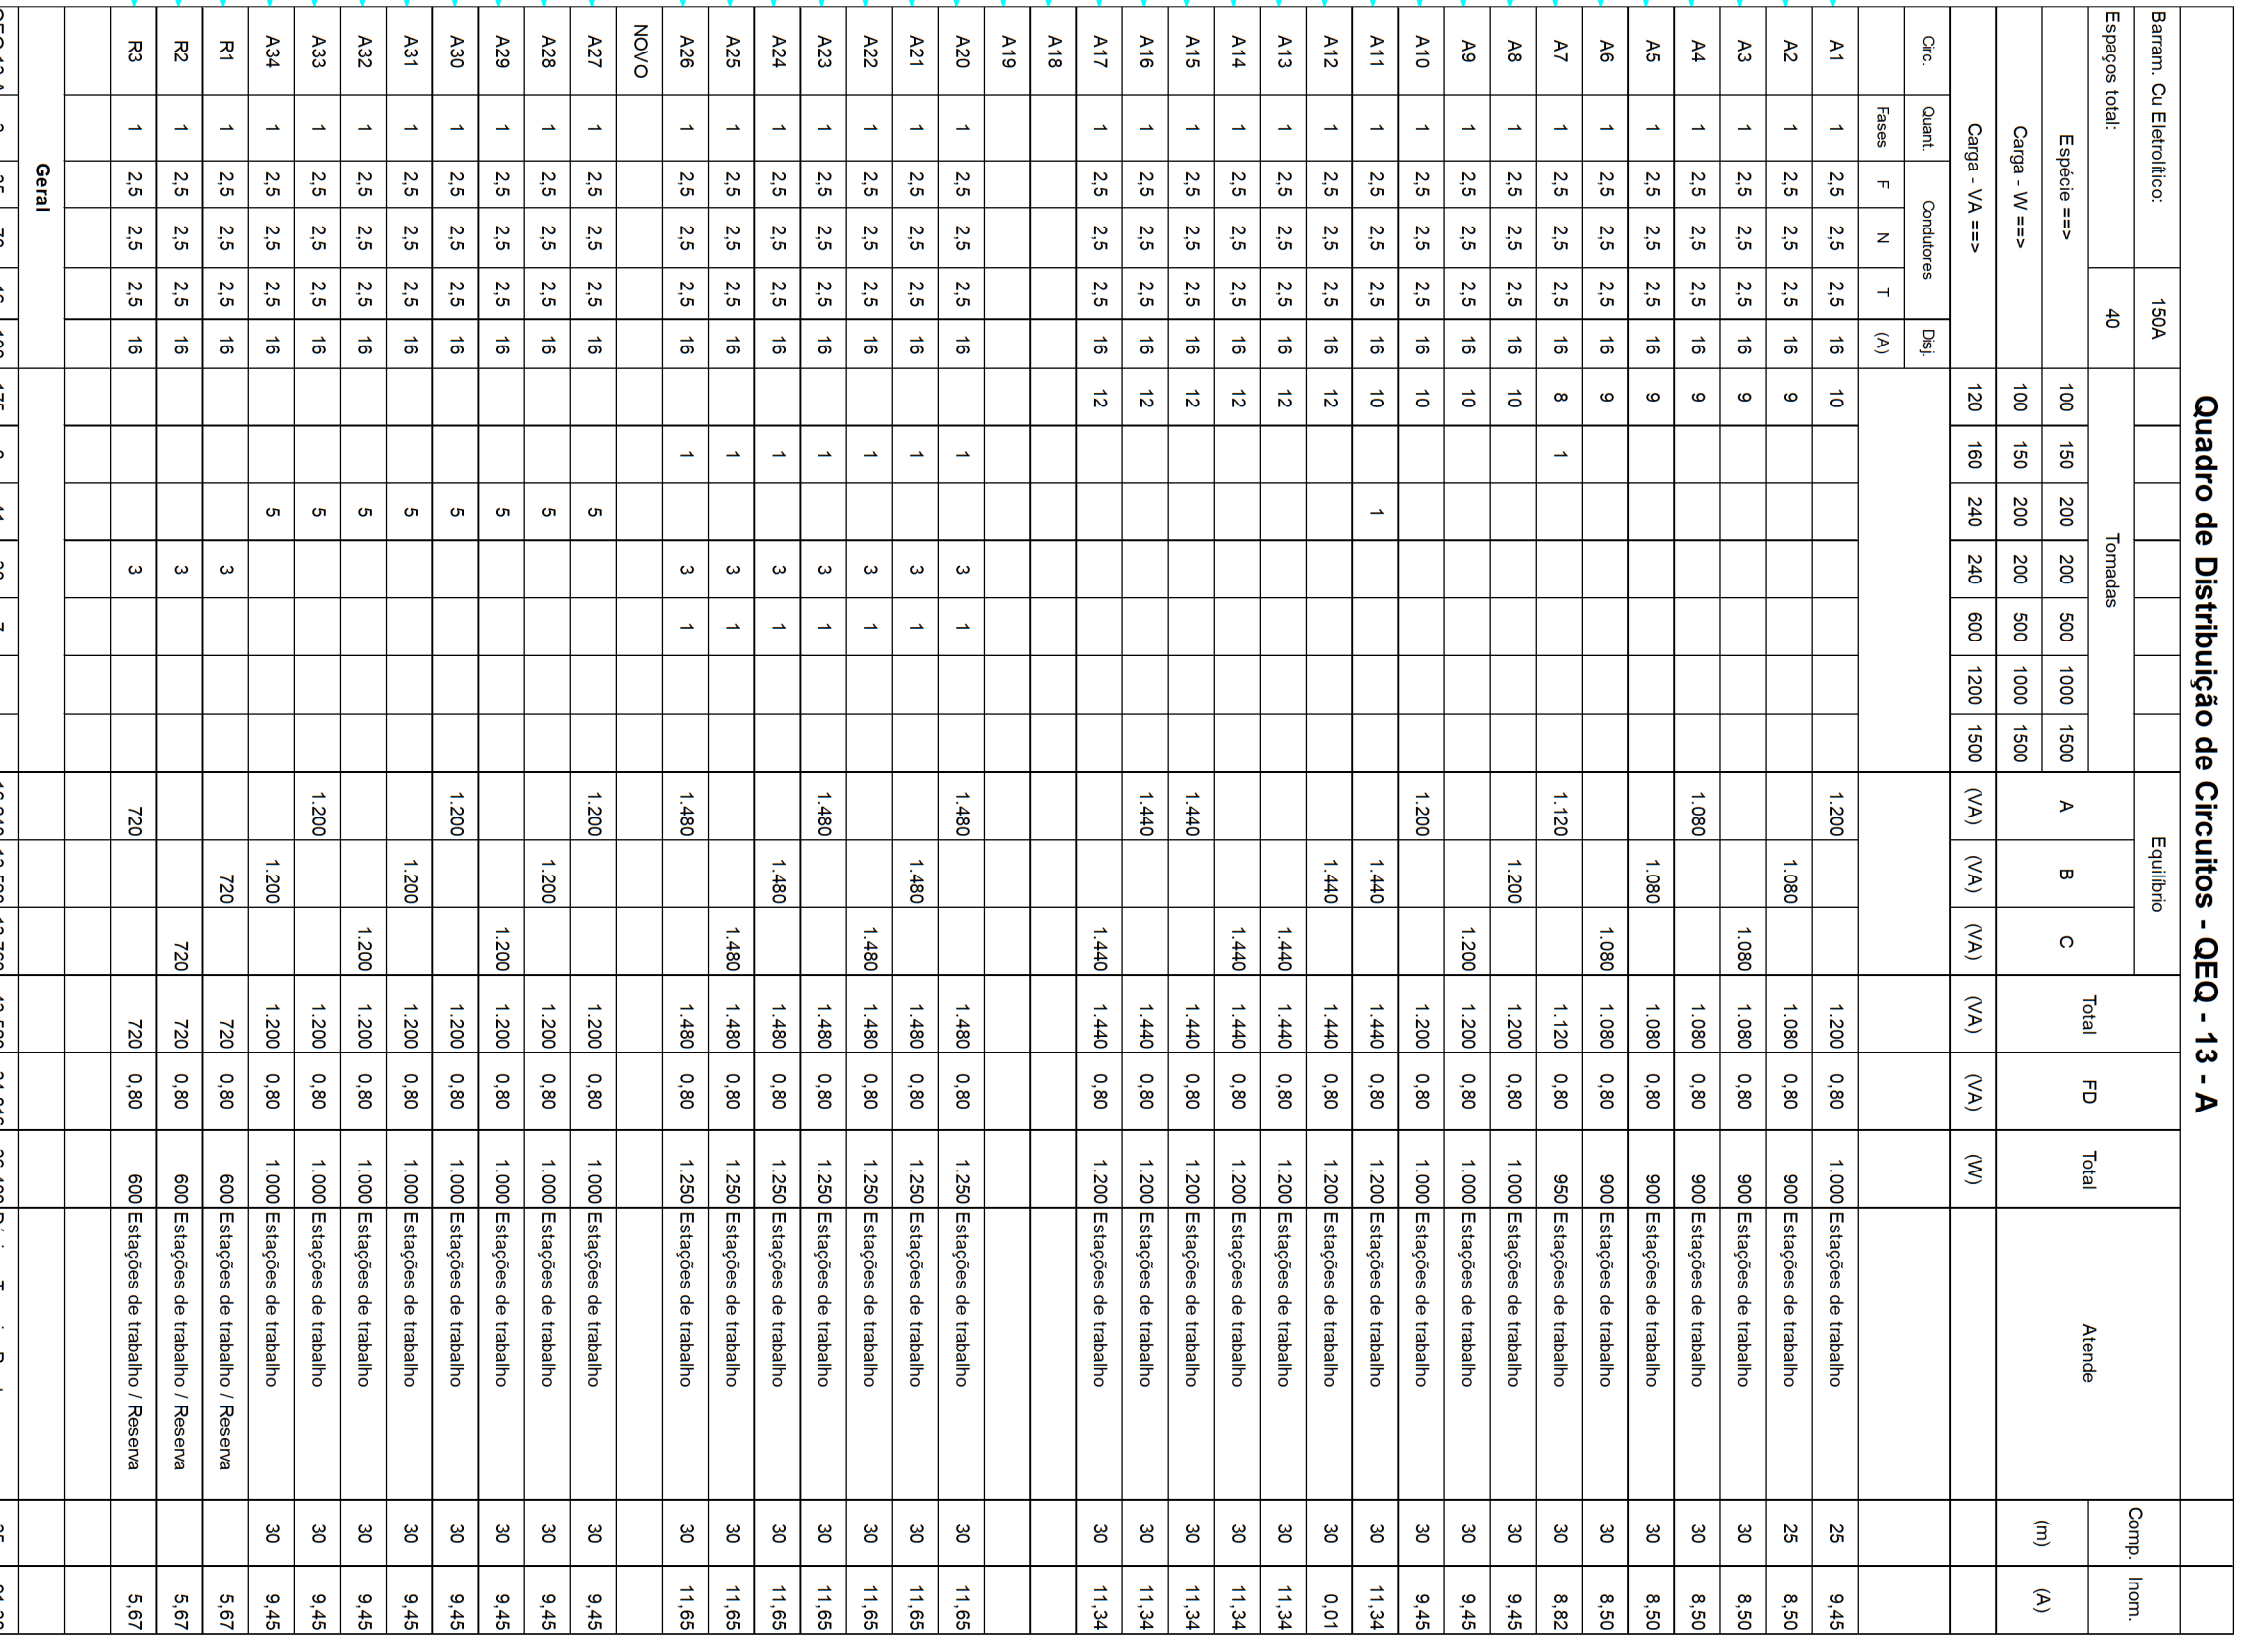 Quadro de Distribuição de Circuitos - QEQ - 13 - A
Barram. Cu Eletrolítico: 150A Equilíbrio Comp. Inom.
Espaços total: 40 Tomadas A B C Total FD Total Atende
Espécie ==> 100 150 200 200 500 1000 1500 (m) (A)
Carga - W ==> 100 150 200 200 500 1000 1500
Carga - VA ==> 120 160 240 240 600 1200 1500 (VA) (VA) (VA) (VA) (VA) (W)
Circ. Quant. Condutores Disj.
Fases F N T (A)
A1 1 2,5 2,5 2,5 16 10 1.200 1.200 0,80 1.000 Estações de trabalho 25 9,45
A2 1 2,5 2,5 2,5 16 9 1.080 1.080 0,80 900 Estações de trabalho 25 8,50
A3 1 2,5 2,5 2,5 16 9 1.080 1.080 0,80 900 Estações de trabalho 30 8,50
A4 1 2,5 2,5 2,5 16 9 1.080 1.080 0,80 900 Estações de trabalho 30 8,50
A5 1 2,5 2,5 2,5 16 9 1.080 1.080 0,80 900 Estações de trabalho 30 8,50
A6 1 2,5 2,5 2,5 16 9 1.080 1.080 0,80 900 Estações de trabalho 30 8,50
A7 1 2,5 2,5 2,5 16 8 1 1.120 1.120 0,80 950 Estações de trabalho 30 8,82
A8 1 2,5 2,5 2,5 16 10 1.200 1.200 0,80 1.000 Estações de trabalho 30 9,45
A9 1 2,5 2,5 2,5 16 10 1.200 1.200 0,80 1.000 Estações de trabalho 30 9,45
A10 1 2,5 2,5 2,5 16 10 1.200 1.200 0,80 1.000 Estações de trabalho 30 9,45
A11 1 2,5 2,5 2,5 16 10 1 1.440 1.440 0,80 1.200 Estações de trabalho 30 11,34
A12 1 2,5 2,5 2,5 16 12 1.440 1.440 0,80 1.200 Estações de trabalho 30 0,01
A13 1 2,5 2,5 2,5 16 12 1.440 1.440 0,80 1.200 Estações de trabalho 30 11,34
A14 1 2,5 2,5 2,5 16 12 1.440 1.440 0,80 1.200 Estações de trabalho 30 11,34
A15 1 2,5 2,5 2,5 16 12 1.440 1.440 0,80 1.200 Estações de trabalho 30 11,34
A16 1 2,5 2,5 2,5 16 12 1.440 1.440 0,80 1.200 Estações de trabalho 30 11,34
A17 1 2,5 2,5 2,5 16 12 1.440 1.440 0,80 1.200 Estações de trabalho 30 11,34
A18
A19
A20 1 2,5 2,5 2,5 16 1 3 1 1.480 1.480 0,80 1.250 Estações de trabalho 30 11,65
A21 1 2,5 2,5 2,5 16 1 3 1 1.480 1.480 0,80 1.250 Estações de trabalho 30 11,65
A22 1 2,5 2,5 2,5 16 1 3 1 1.480 1.480 0,80 1.250 Estações de trabalho 30 11,65
A23 1 2,5 2,5 2,5 16 1 3 1 1.480 1.480 0,80 1.250 Estações de trabalho 30 11,65
A24 1 2,5 2,5 2,5 16 1 3 1 1.480 1.480 0,80 1.250 Estações de trabalho 30 11,65
A25 1 2,5 2,5 2,5 16 1 3 1 1.480 1.480 0,80 1.250 Estações de trabalho 30 11,65
A26 1 2,5 2,5 2,5 16 1 3 1 1.480 1.480 0,80 1.250 Estações de trabalho 30 11,65
NOVO
A27 1 2,5 2,5 2,5 16 5 1.200 1.200 0,80 1.000 Estações de trabalho 30 9,45
A28 1 2,5 2,5 2,5 16 5 1.200 1.200 0,80 1.000 Estações de trabalho 30 9,45
A29 1 2,5 2,5 2,5 16 5 1.200 1.200 0,80 1.000 Estações de trabalho 30 9,45
A30 1 2,5 2,5 2,5 16 5 1.200 1.200 0,80 1.000 Estações de trabalho 30 9,45
A31 1 2,5 2,5 2,5 16 5 1.200 1.200 0,80 1.000 Estações de trabalho 30 9,45
A32 1 2,5 2,5 2,5 16 5 1.200 1.200 0,80 1.000 Estações de trabalho 30 9,45
A33 1 2,5 2,5 2,5 16 5 1.200 1.200 0,80 1.000 Estações de trabalho 30 9,45
A34 1 2,5 2,5 2,5 16 5 1.200 1.200 0,80 1.000 Estações de trabalho 30 9,45
R1 1 2,5 2,5 2,5 16 3 720 720 0,80 600 Estações de trabalho / Reserva 5,67
R2 1 2,5 2,5 2,5 16 3 720 720 0,80 600 Estações de trabalho / Reserva 5,67
R3 1 2,5 2,5 2,5 16 3 720 720 0,80 600 Estações de trabalho / Reserva 5,67
Geral